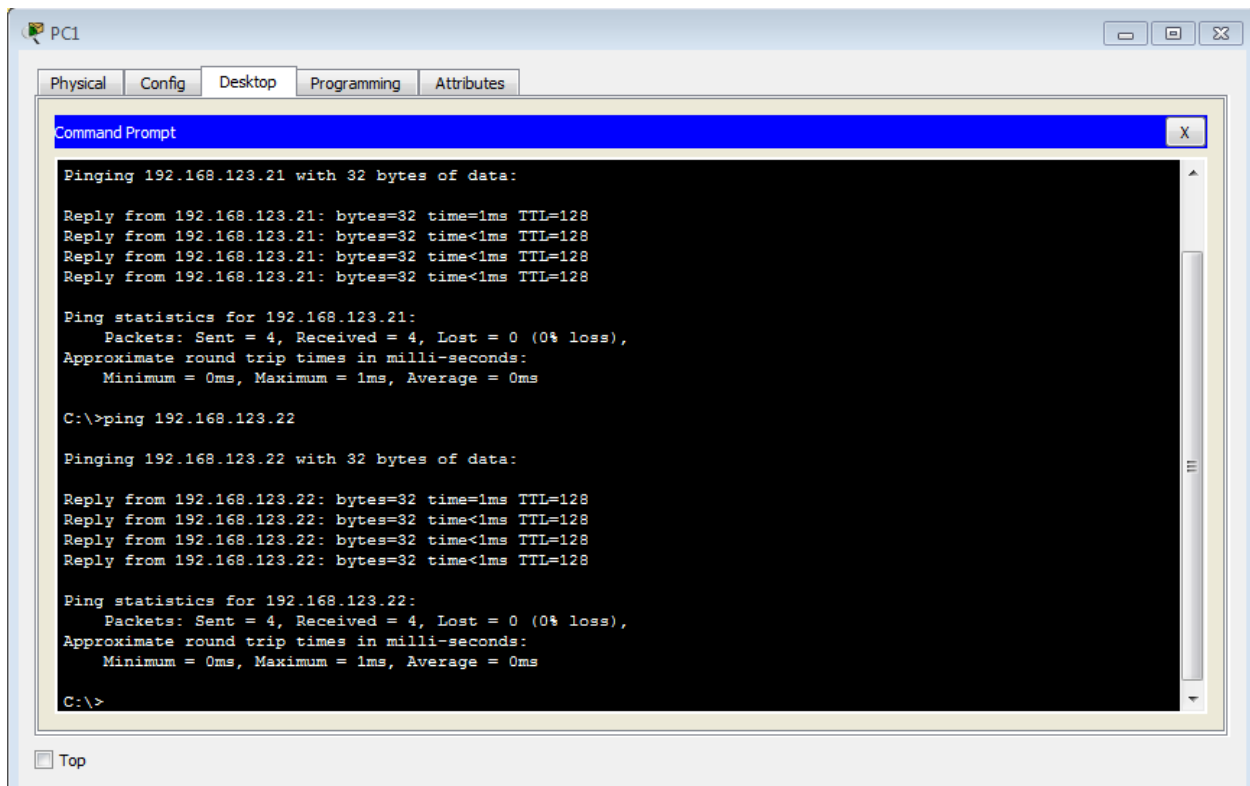 PC1
Physical Config Desktop Programming Attributes
Command Prompt X
Pinging 192.168.123.21 with 32 bytes of data:
Reply from 192.168.123.21: bytes=32 time=1ms TTL=128
Reply from 192.168.123.21: bytes=32 time<1ms TTL=128
Reply from 192.168.123.21: bytes=32 time<1ms TTL=128
Reply from 192.168.123.21: bytes=32 time<1ms TTL=128
Ping statistics for 192.168.123.21:
Packets: Sent = 4, Received = 4, Lost = 0 (0% loss),
Approximate round trip times in milli-seconds:
Minimum = 0ms, Maximum = 1ms, Average = 0ms
C:\>ping 192.168.123.22
Pinging 192.168.123.22 with 32 bytes of data:
Reply from 192.168.123.22: bytes=32 time=1ms TTL=128
Reply from 192.168.123.22: bytes=32 time<1ms TTL=128
Reply from 192.168.123.22: bytes=32 time<1ms TTL=128
Reply from 192.168.123.22: bytes=32 time<1ms TTL=128
Ping statistics for 192.168.123.22:
Packets: Sent = 4, Received = 4, Lost = 0 (0% loss),
Approximate round trip times in milli-seconds:
Minimum = 0ms, Maximum = 1ms, Average = 0ms
C:\>
Top